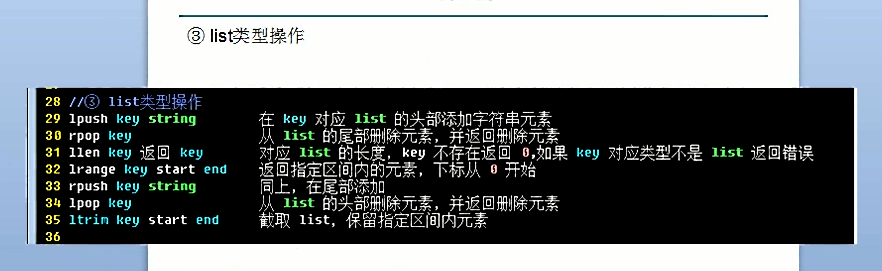 ③ list类型操作
28 //③ list类型操作
29 lpush key string 在 key 对应 list 的头部添加字符串元素
30 rpop key 从 list 的尾部删除元素，并返回删除元素
31 llen key 返回 key 对应 list 的长度，key 不存在返回 0,如果 key 对应类型不是 list 返回错误
32 lrange key start end 返回指定区间内的元素，下标从 0 开始
33 rpush key string 同上，在尾部添加
34 lpop key 从 list 的头部删除元素，并返回删除元素
35 ltrim key start end 截取 list，保留指定区间内元素
36